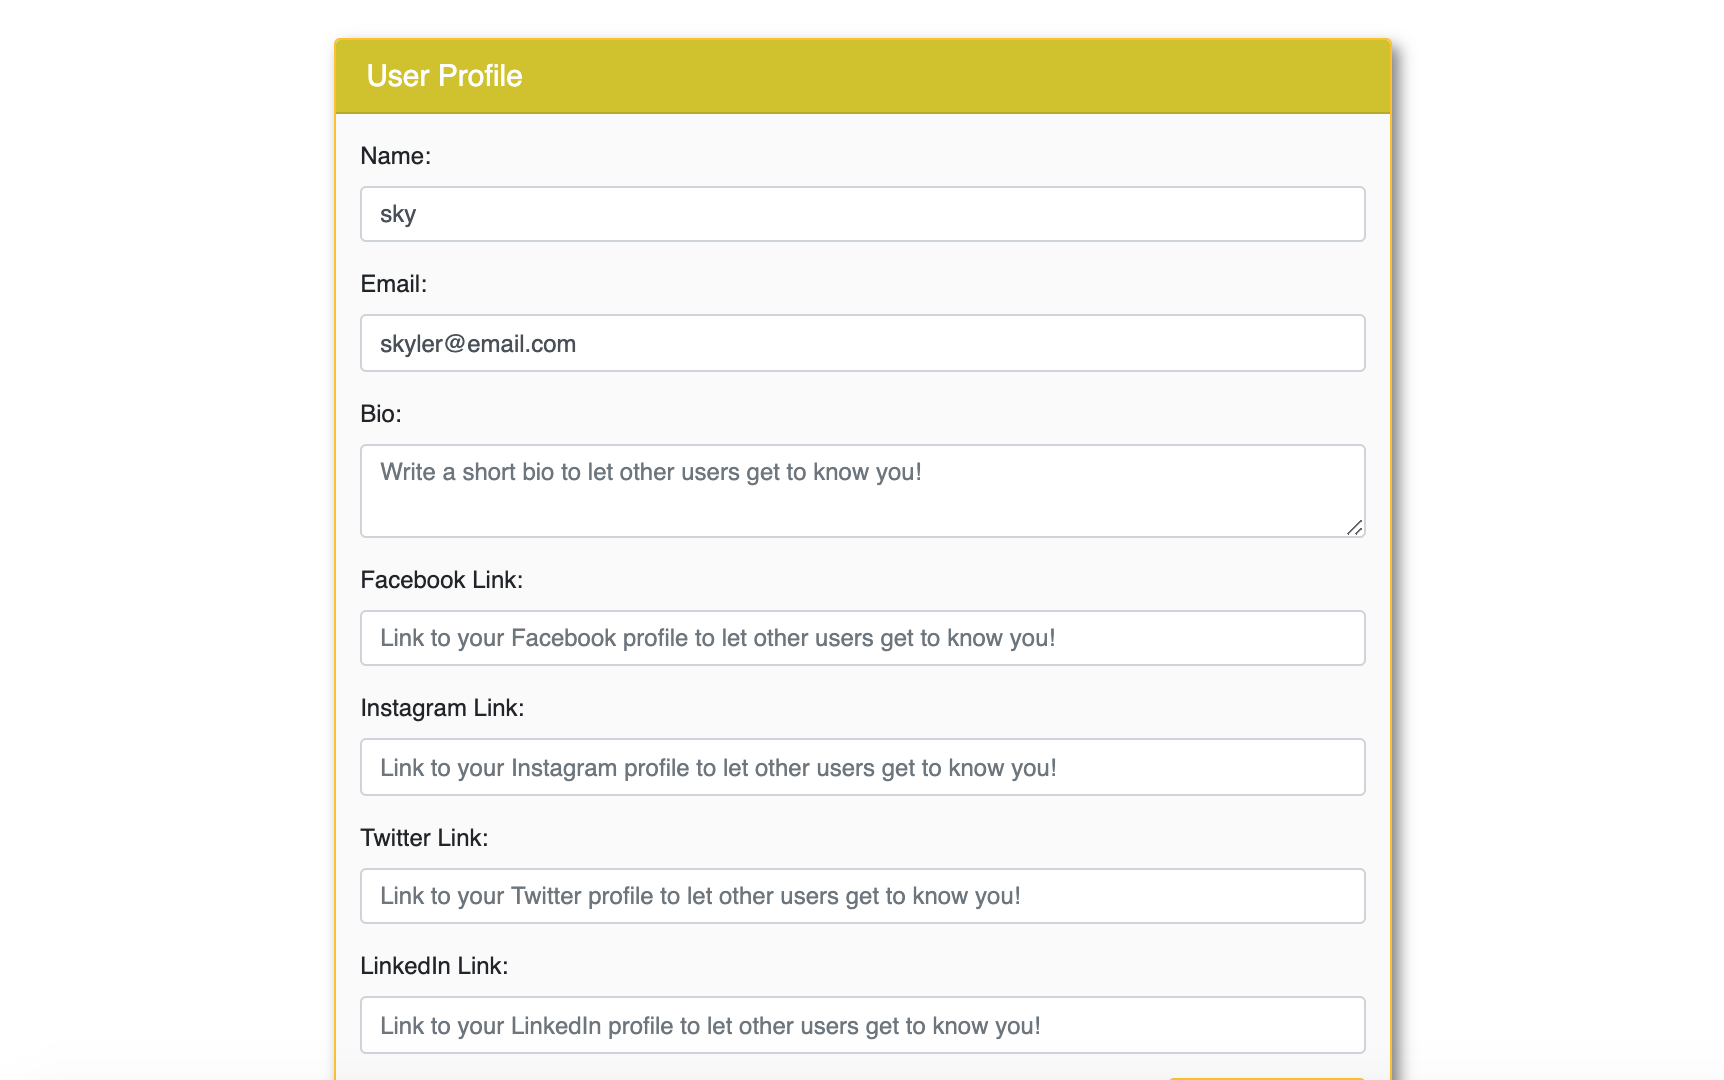 User Profile
Name:
sky
Email:
skyler@email.com
Bio:
Write a short bio to let other users get to know you!
Facebook Link:
Link to your Facebook profile to let other users get to know you!
Instagram Link:
Link to your Instagram profile to let other users get to know you!
Twitter Link:
Link to your Twitter profile to let other users get to know you!
LinkedIn Link:
Link to your LinkedIn profile to let other users get to know you!